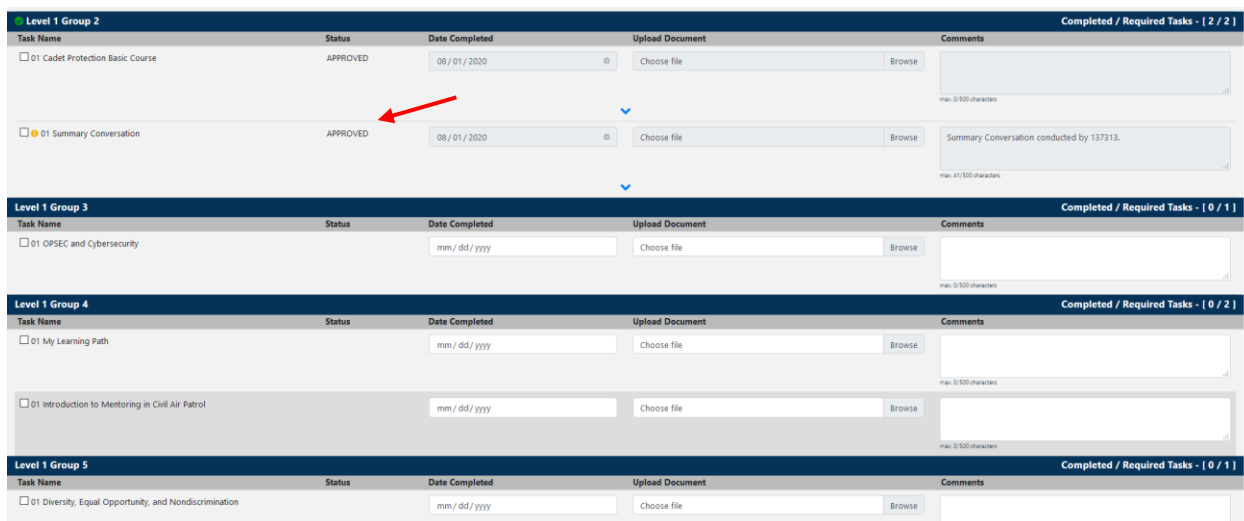 Level 1 Group 2 Completed / Required Tasks - [ 2 / 2 ]
Task Name Status Date Completed Upload Document Comments
01 Cadet Protection Basic Course APPROVED 08/01/2020 Choose file Browse
max. 0/500 characters
01 Summary Conversation APPROVED 08/01/2020 Choose file Browse Summary Conversation conducted by 137313.
max. 41/500 characters
Level 1 Group 3 Completed / Required Tasks - [ 0 / 1 ]
Task Name Status Date Completed Upload Document Comments
01 OPSEC and Cybersecurity mm/dd/yyyy Choose file Browse
max. 0/500 characters
Level 1 Group 4 Completed / Required Tasks - [ 0 / 2 ]
Task Name Status Date Completed Upload Document Comments
01 My Learning Path mm/dd/yyyy Choose file Browse
max. 0/500 characters
01 Introduction to Mentoring in Civil Air Patrol mm/dd/yyyy Choose file Browse
max. 0/500 characters
Level 1 Group 5 Completed / Required Tasks - [ 0 / 1 ]
Task Name Status Date Completed Upload Document Comments
01 Diversity, Equal Opportunity, and Nondiscrimination mm/dd/yyyy Choose file Browse